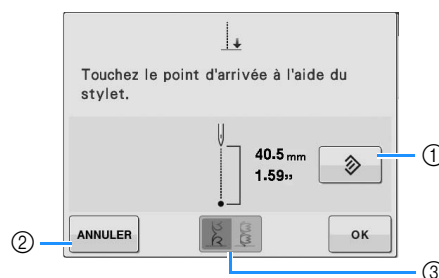 Touchez le point d'arrivée à l'aide du
stylet.
40.5 mm
1.59"
①
② ANNULER
OK
③